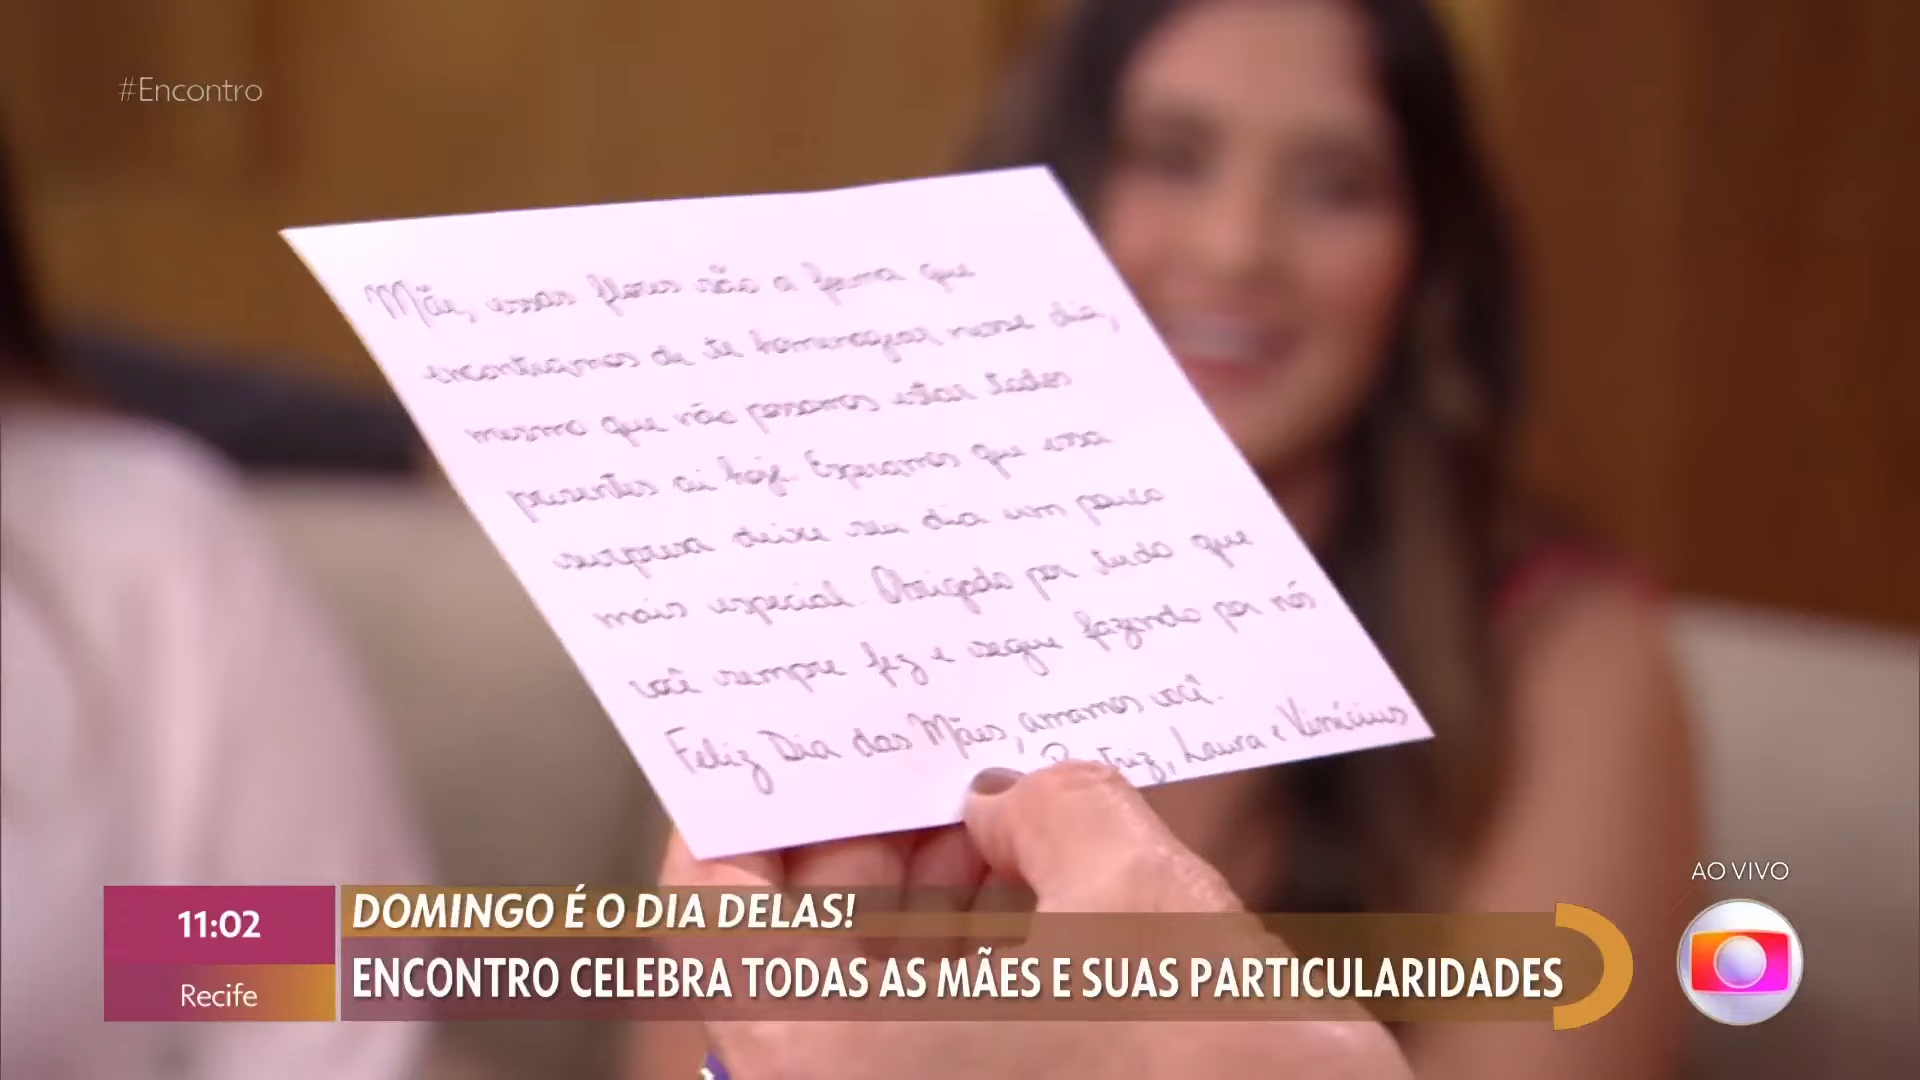 #Encontro
Mãe, essas flores são a forma que
encontramos de te homenagear nesse dia,
mesmo que não possamos estar todos
presentes aí hoje. Esperamos que essa
surpresa deixe seu dia um pouco
mais especial. Obrigado por tudo que
você sempre fez e segue fazendo por nós
Feliz Dia das Mães, amamos você.
Beatriz, Laura e Vinícius
AO VIVO
11:02
Recife
DOMINGO É O DIA DELAS!
ENCONTRO CELEBRA TODAS AS MÃES E SUAS PARTICULARIDADES